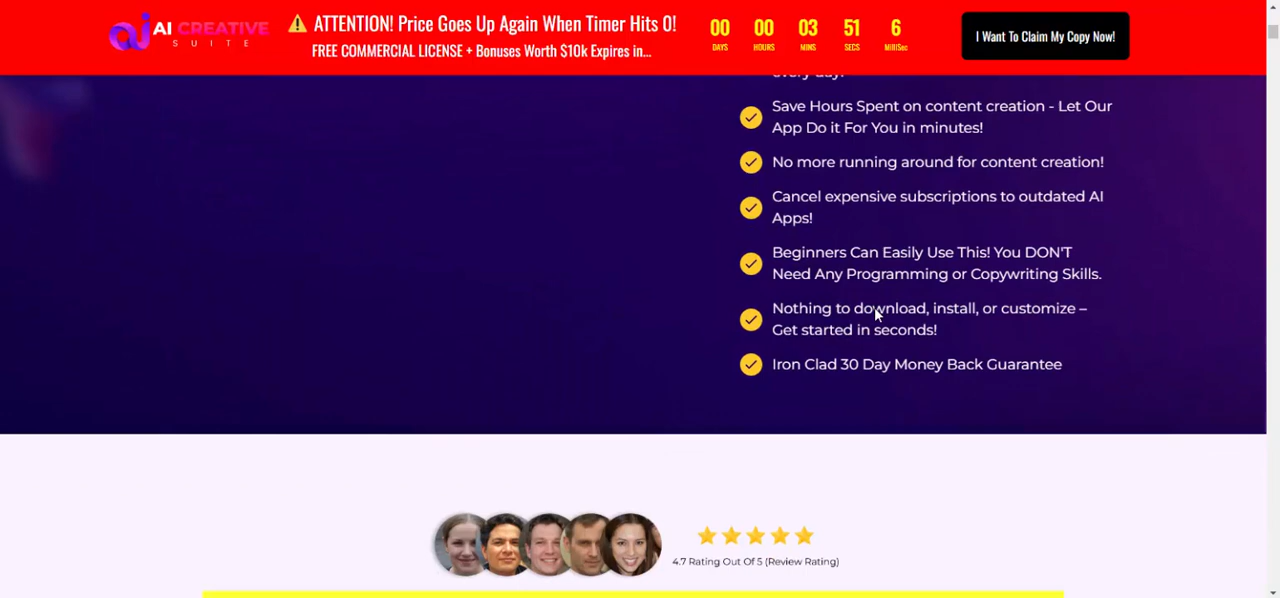 AI CREATIVE
SUITE
ATTENTION! Price Goes Up Again When Timer Hits 0!
FREE COMMERCIAL LICENSE + Bonuses Worth $10k Expires in...
00 00 03 51 6
DAYS HOURS MINS SECS MilliSec
I Want To Claim My Copy Now!
every day!
Save Hours Spent on content creation - Let Our
App Do it For You in minutes!
No more running around for content creation!
Cancel expensive subscriptions to outdated AI
Apps!
Beginners Can Easily Use This! You DON'T
Need Any Programming or Copywriting Skills.
Nothing to download, install, or customize –
Get started in seconds!
Iron Clad 30 Day Money Back Guarantee
4.7 Rating Out Of 5 (Review Rating)